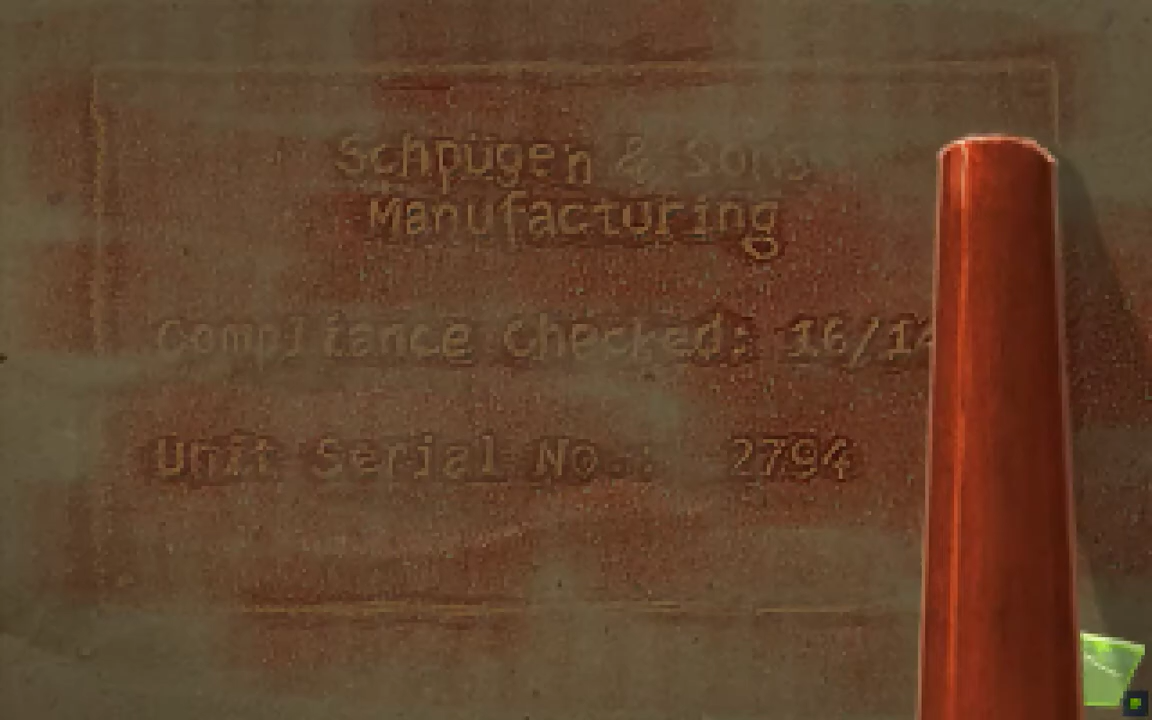 Schpügen & Sons
Manufacturing
Compliance Checked: 16/1
Unit Serial No.: 2794